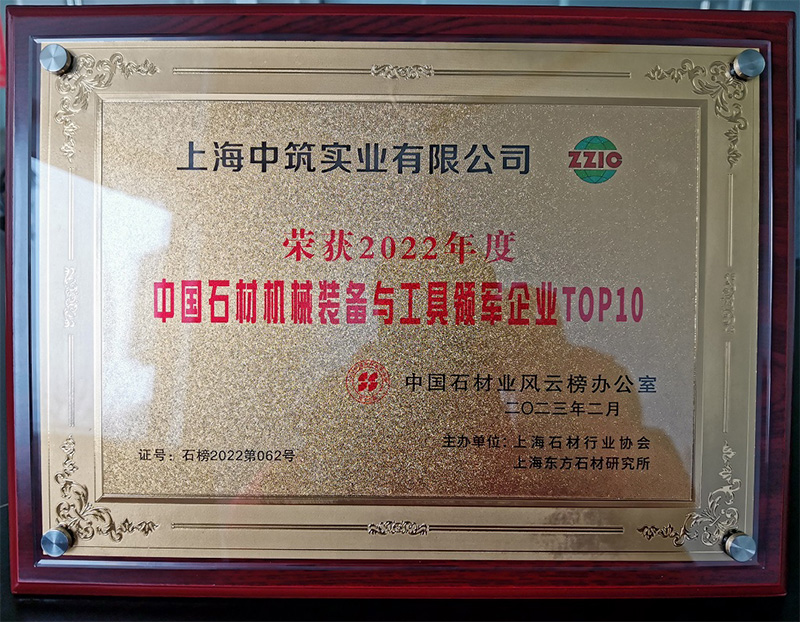 上海中筑实业有限公司 ZZIC
荣获2022年度
中国石材机械装备与工具领军企业TOP10
中国石材业风云榜办公室
二〇二三年二月
证号：石榜2022第062号
主办单位：上海石材行业协会
上海东方石材研究所